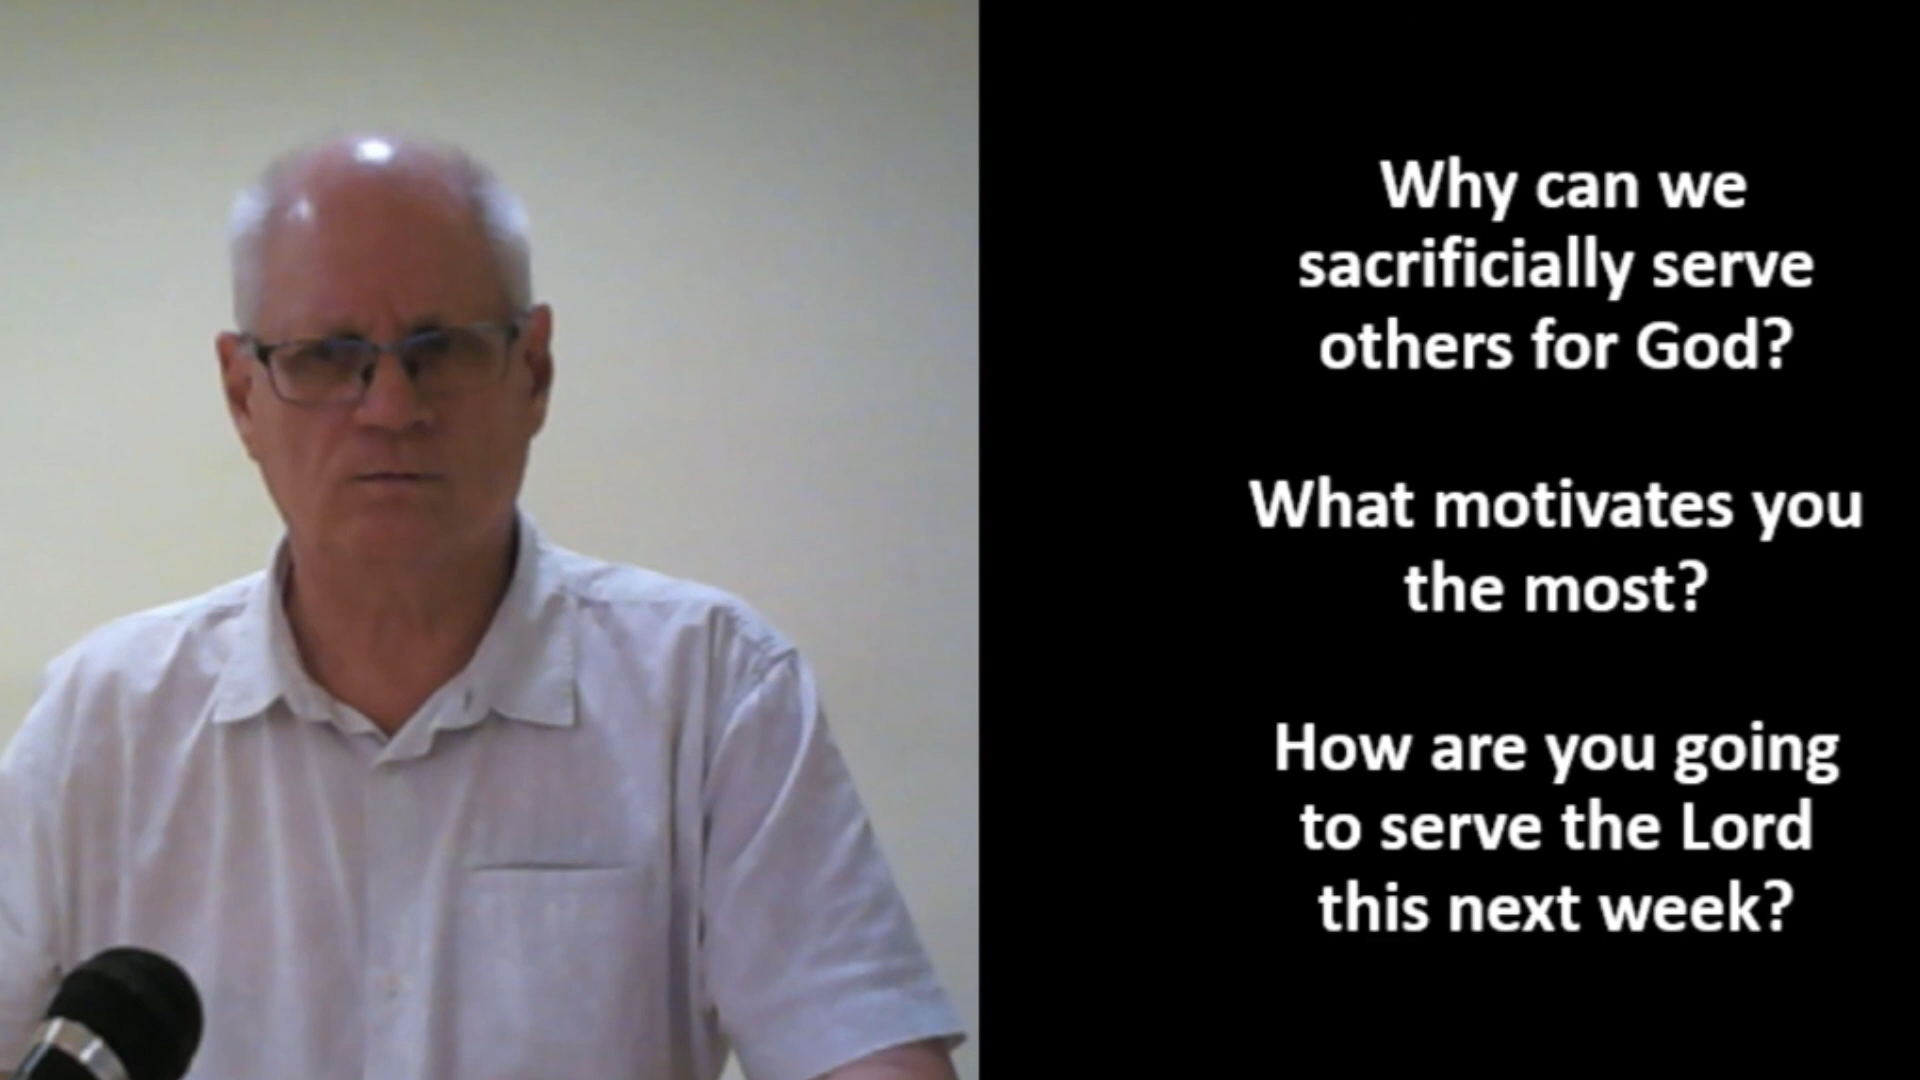 Why can we
sacrificially serve
others for God?
What motivates you
the most?
How are you going
to serve the Lord
this next week?